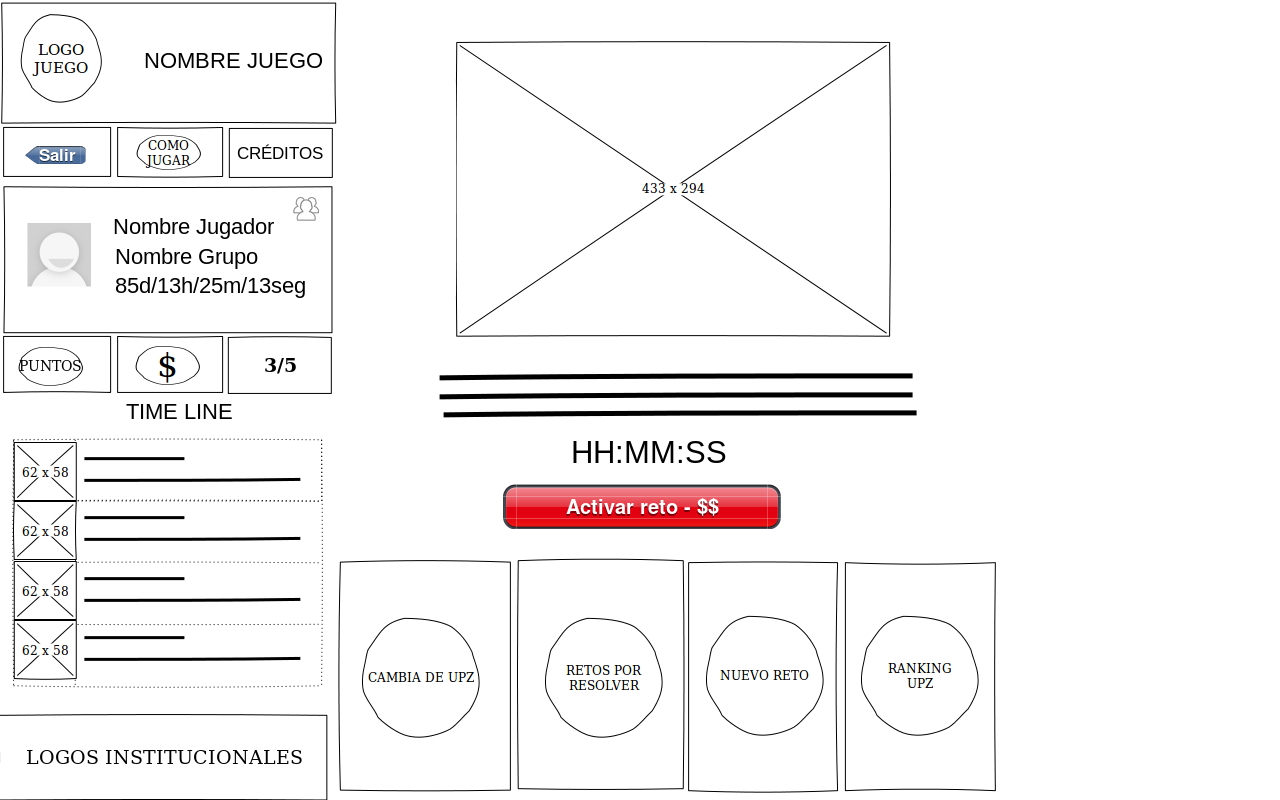 LOGO
JUEGO
NOMBRE JUEGO
Salir
COMO
JUGAR
CRÉDITOS
Nombre Jugador
Nombre Grupo
85d/13h/25m/13seg
PUNTOS
$
3/5
TIME LINE
62 x 58
62 x 58
62 x 58
62 x 58
LOGOS INSTITUCIONALES
433 x 294
HH:MM:SS
Activar reto - $$
CAMBIA DE UPZ
RETOS POR
RESOLVER
NUEVO RETO
RANKING
UPZ